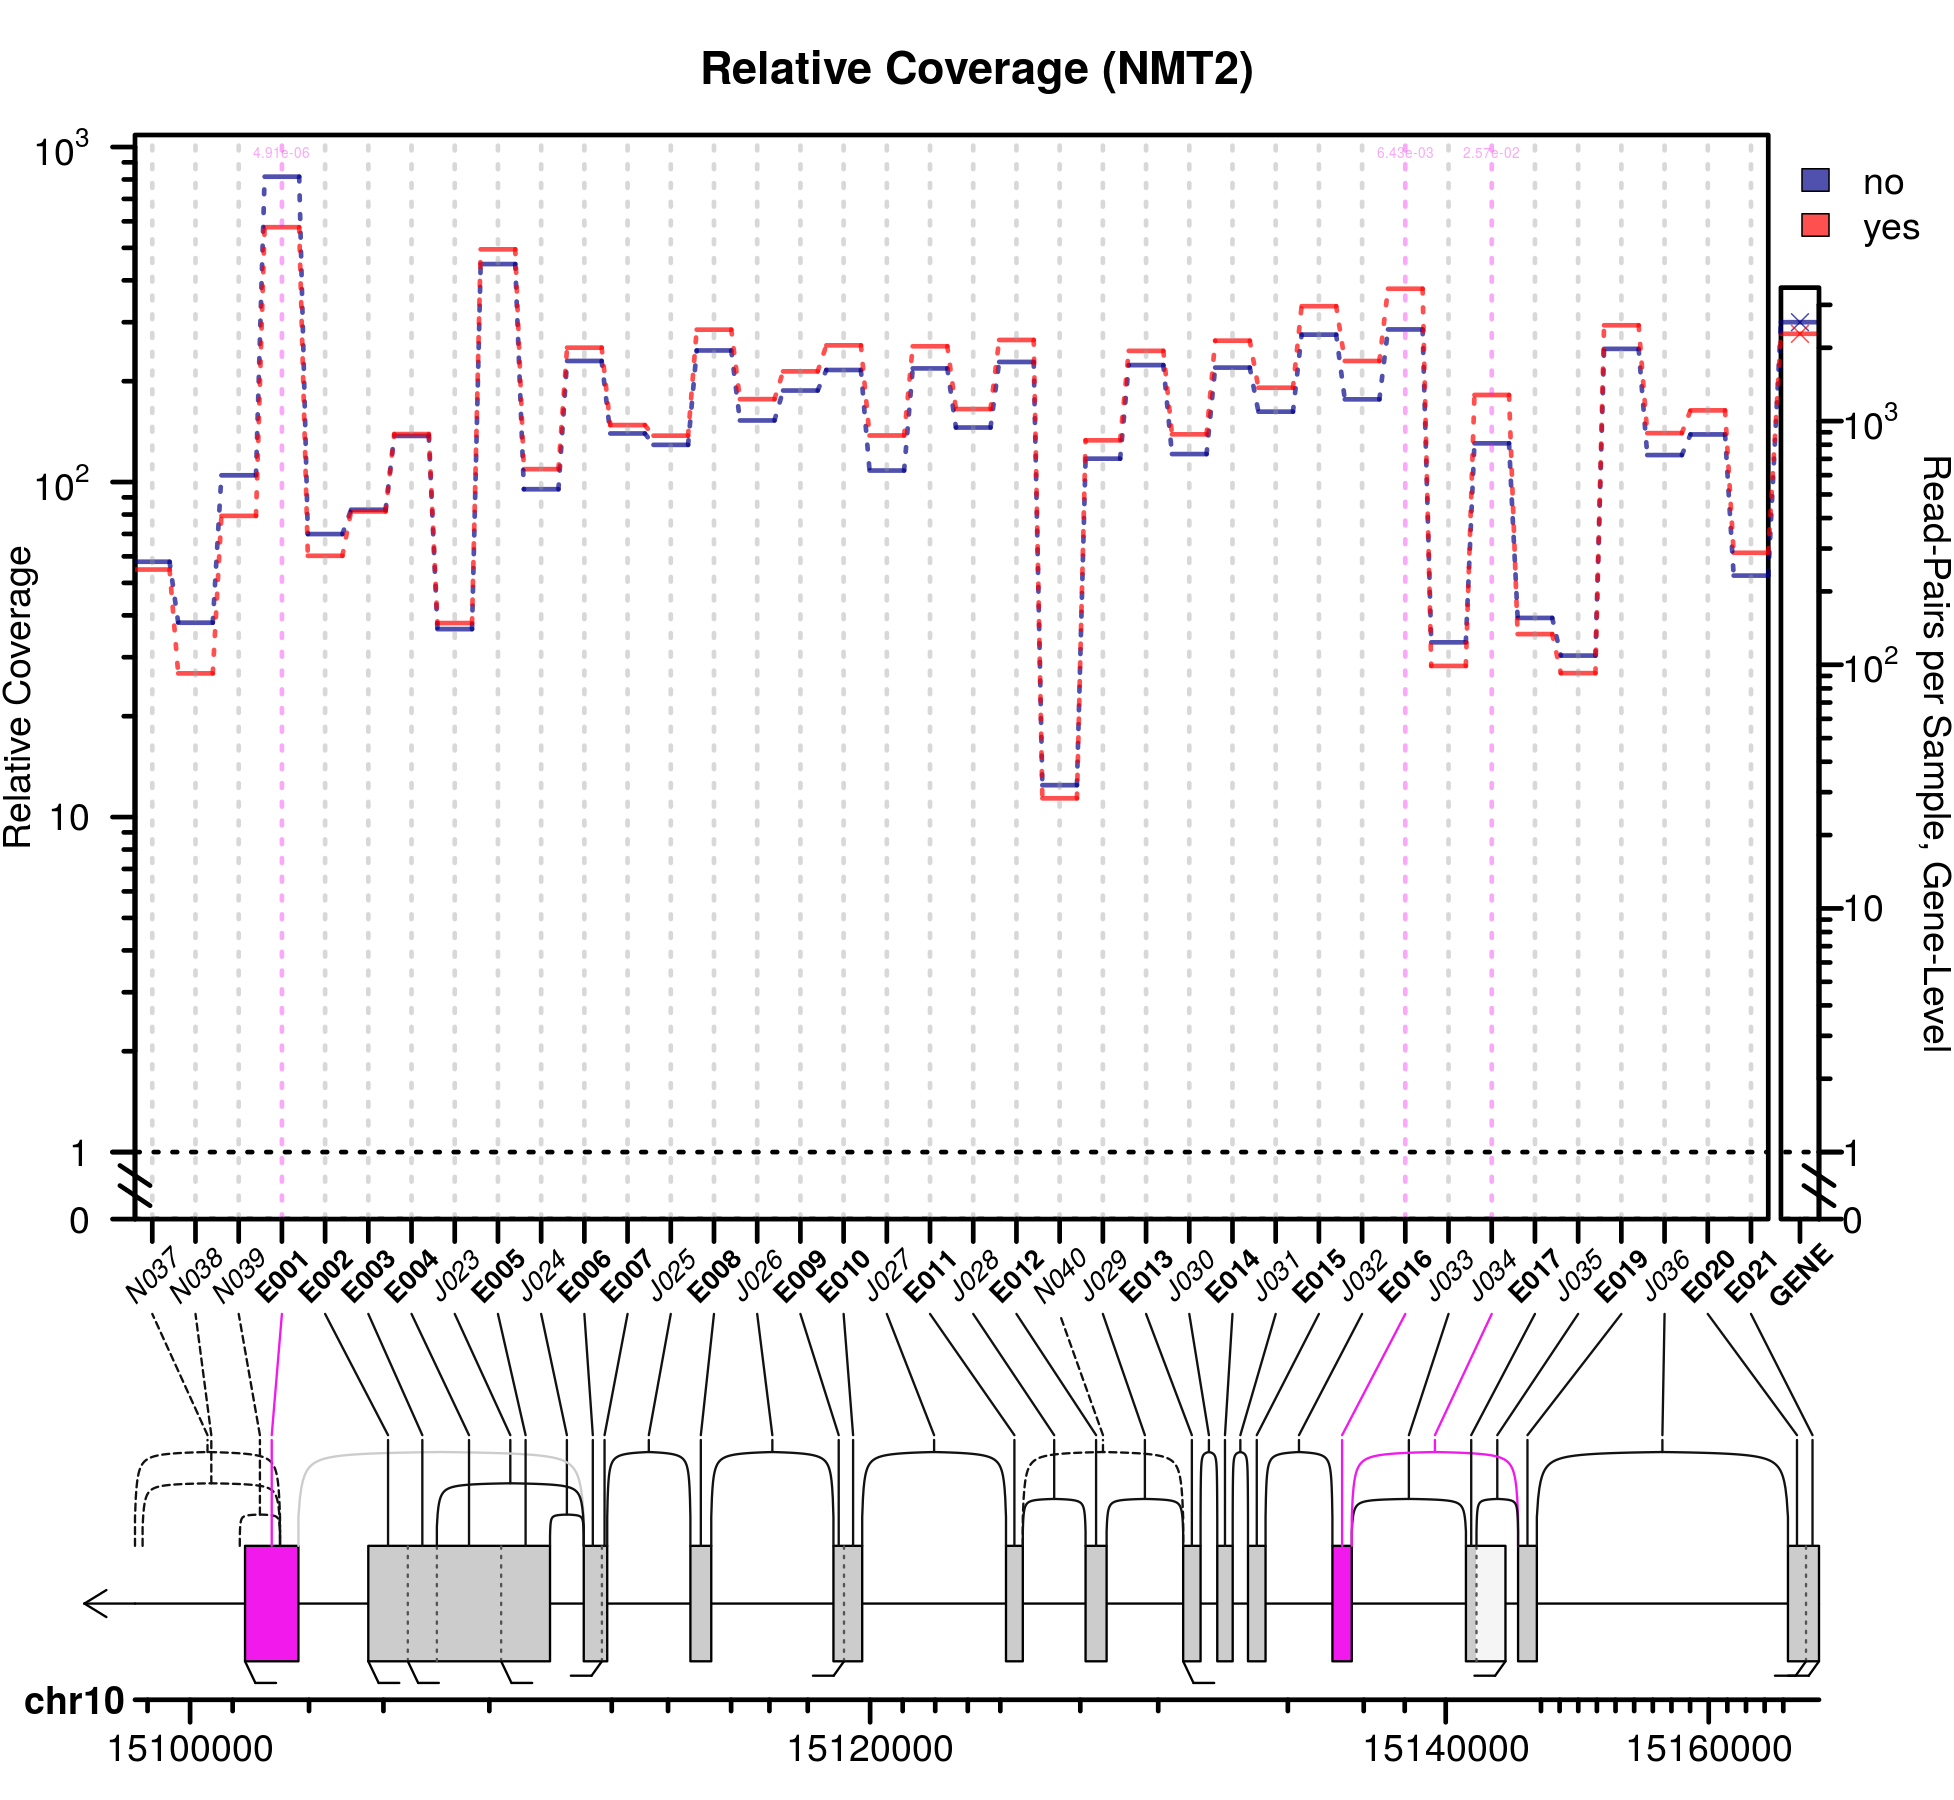 Relative Coverage (NMT2)
4.91e-06 6.43e-03 2.57e-02
no
yes
Relative Coverage
10³
10²
10
1
0
10³
10²
10
1
0
Read-Pairs per Sample, Gene-Level
N037 N038 N039 E001 E002 E003 E004 J023 E005 J024 E006 E007 J025 E008 J026 E009 E010 J027 E011 J028 E012 N040 J029 E013 J030 E014 J031 E015 J032 E016 J033 J034 E017 J035 E019 J036 E020 E021 GENE
chr10
15100000 15120000 15140000 15160000